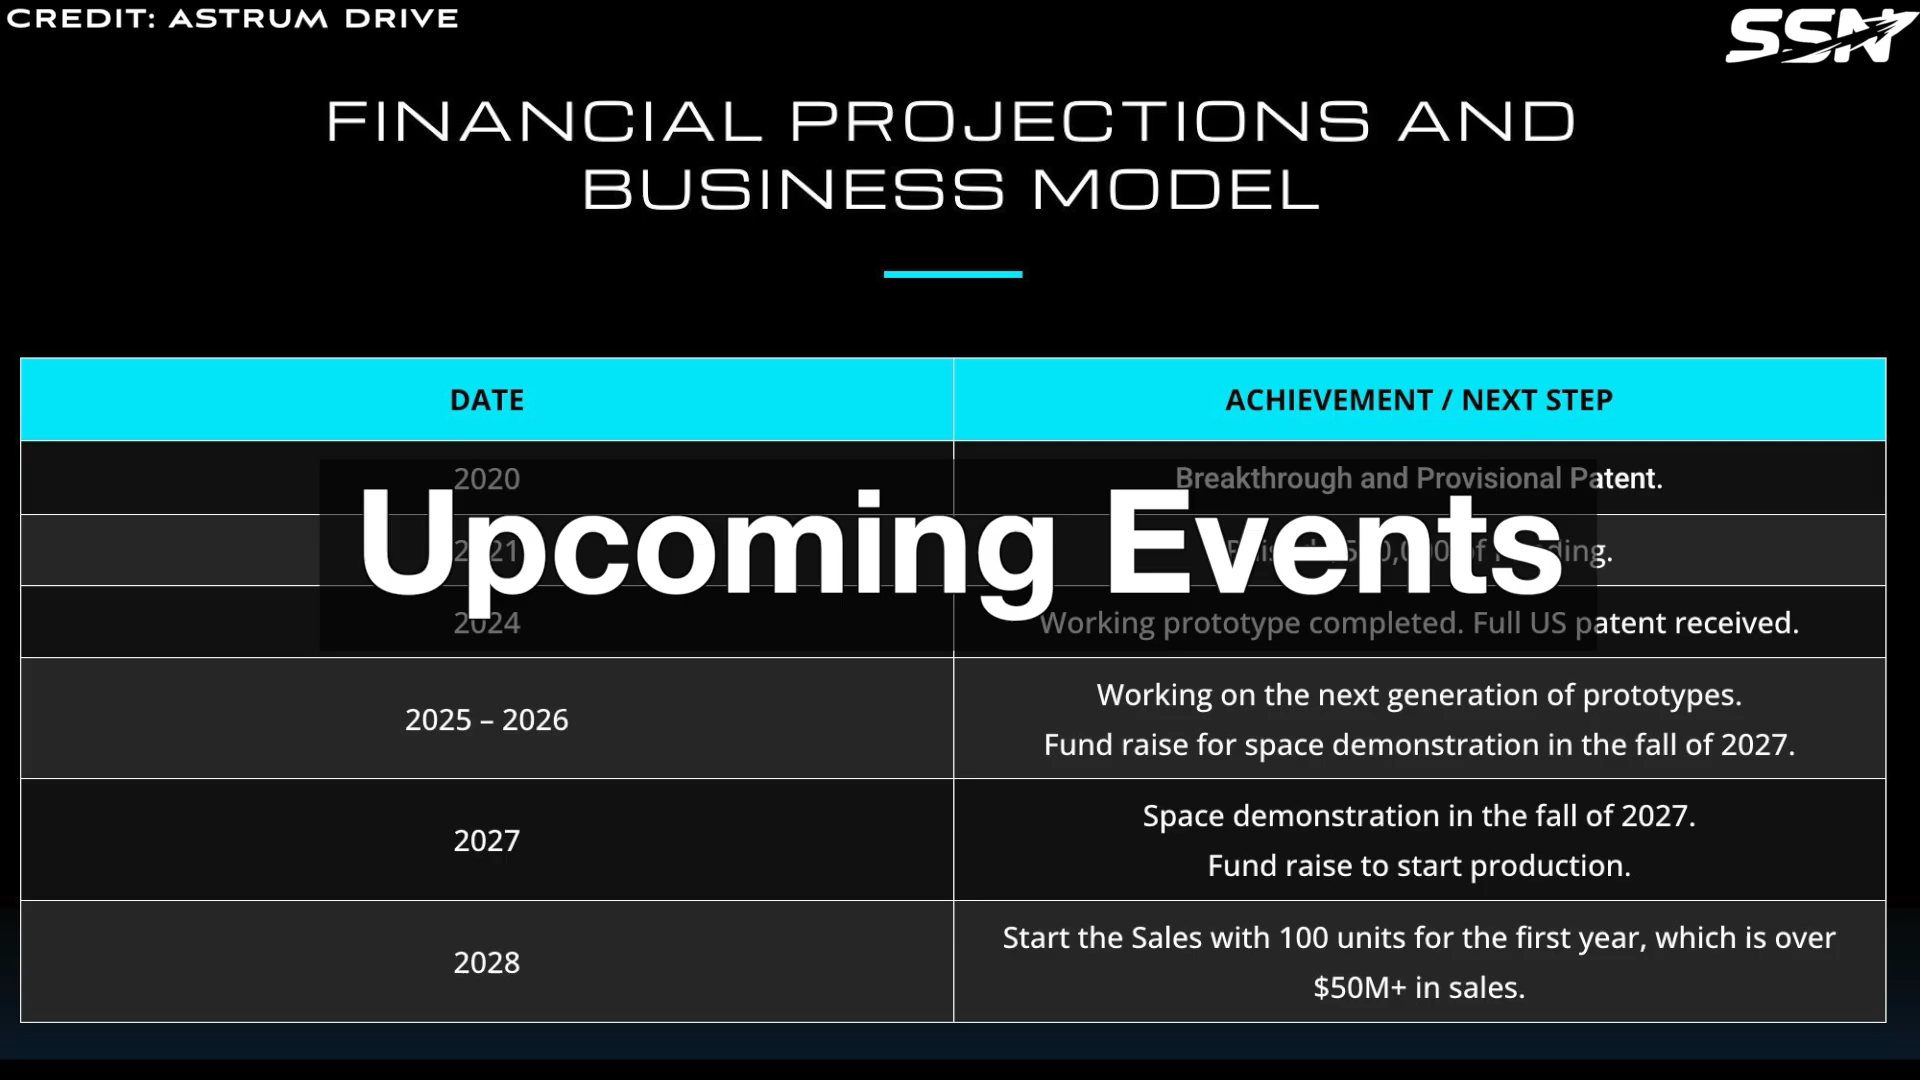 CREDIT: ASTRUM DRIVE
SSN
FINANCIAL PROJECTIONS AND
BUSINESS MODEL
DATE
ACHIEVEMENT / NEXT STEP
2020
Breakthrough and Provisional Patent.
Upcoming Events
2021
2024
Working prototype completed. Full US patent received.
2025 – 2026
Working on the next generation of prototypes.
Fund raise for space demonstration in the fall of 2027.
2027
Space demonstration in the fall of 2027.
Fund raise to start production.
2028
Start the Sales with 100 units for the first year, which is over
$50M+ in sales.